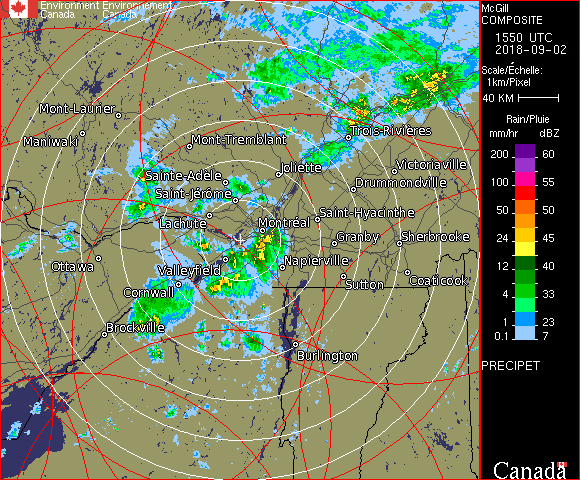 Environment Environnement
Canada Canada
McGill
COMPOSITE
1550 UTC
2018-09-02
Scale/Échelle:
1km/Pixel
40 KM
Rain/Pluie
mm/hr dBZ
200 60
100 55
50 50
24 45
12 40
4 33
1 23
0.1 7
PRECIPET
Canada
Mont-Laurier
Maniwaki
Mont-Tremblant
Trois-Rivières
Sainte-Adèle
Joliette
Victoriaville
Saint-Jérôme
Drummondville
Lachute
Saint-Hyacinthe
Montréal
Granby
Sherbrooke
Ottawa
Valleyfield
Napierville
Cornwall
Sutton
Coaticook
Brockville
Burlington